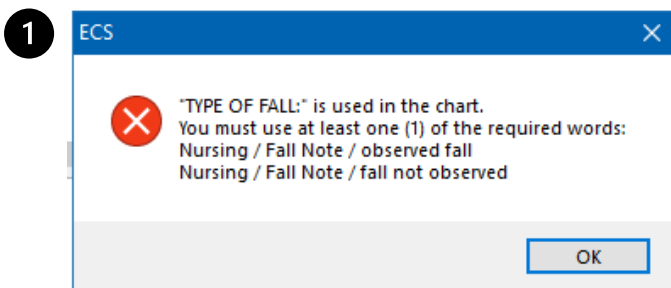 1
ECS
"TYPE OF FALL:" is used in the chart.
You must use at least one (1) of the required words:
Nursing / Fall Note / observed fall
Nursing / Fall Note / fall not observed
OK